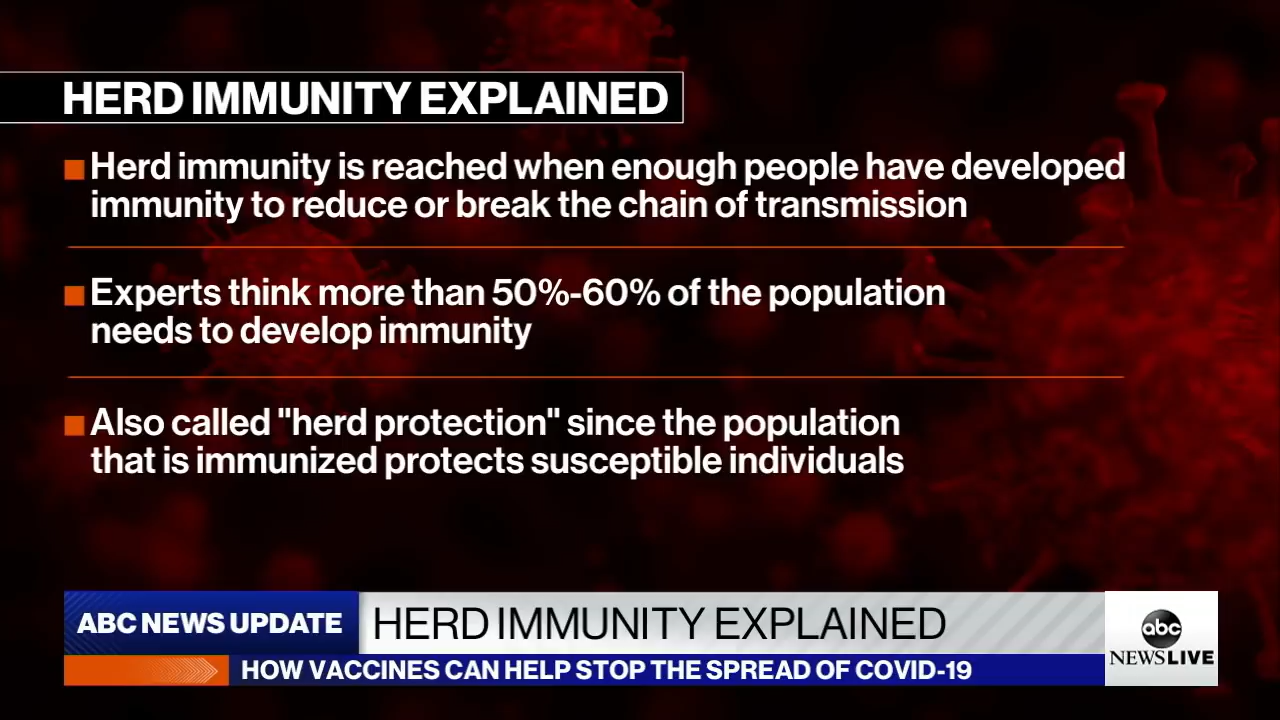 HERD IMMUNITY EXPLAINED
Herd immunity is reached when enough people have developed
immunity to reduce or break the chain of transmission
Experts think more than 50%-60% of the population
needs to develop immunity
Also called "herd protection" since the population
that is immunized protects susceptible individuals
ABC NEWS UPDATE
HERD IMMUNITY EXPLAINED
abc
NEWS LIVE
HOW VACCINES CAN HELP STOP THE SPREAD OF COVID-19